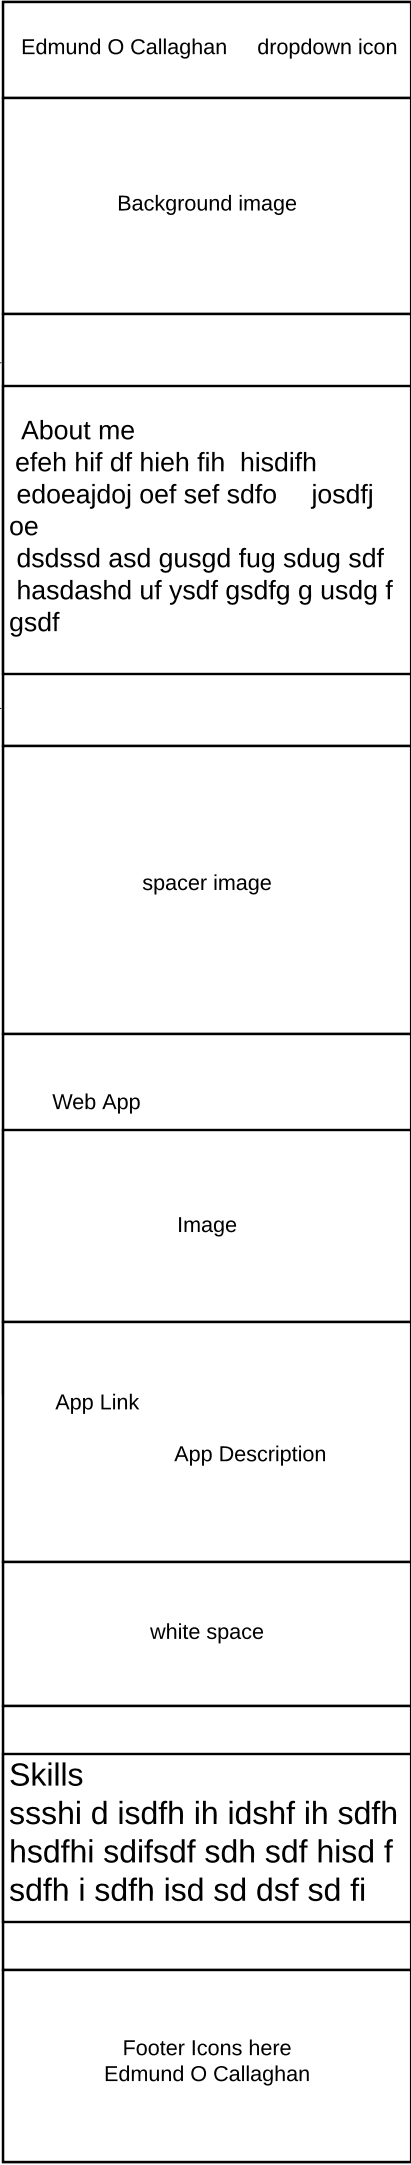 Edmund O Callaghan dropdown icon
Background image
About me
efeh hif df hieh fih hisdifh
edoeajdoj oef sef sdfo josdfj
oe
dsdssd asd gusgd fug sdug sdf
hasdashd uf ysdf gsdfg g usdg f
gsdf
spacer image
Web App
Image
App Link
App Description
white space
Skills
ssshi d isdfh ih idshf ih sdfh
hsdfhi sdifsdf sdh sdf hisd f
sdfh i sdfh isd sd dsf sd fi
Footer Icons here
Edmund O Callaghan